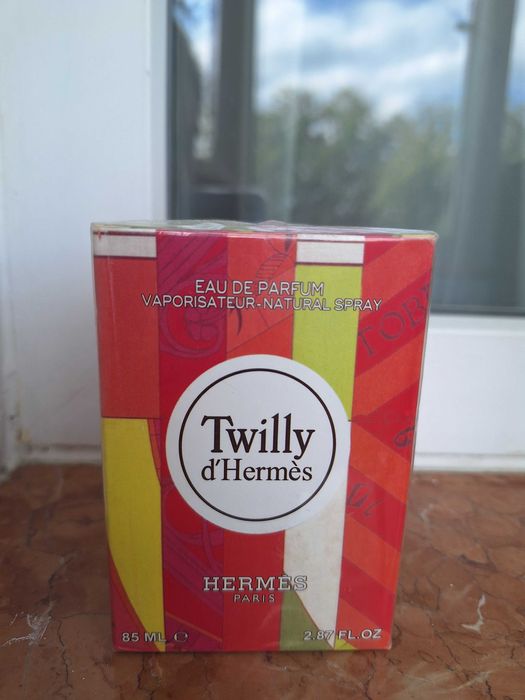 EAU DE PARFUM
VAPORISATEUR-NATURAL SPRAY
Twilly
d'Hermès
HERMÈS
PARIS
85 ML ℮ 2.87 FL.OZ